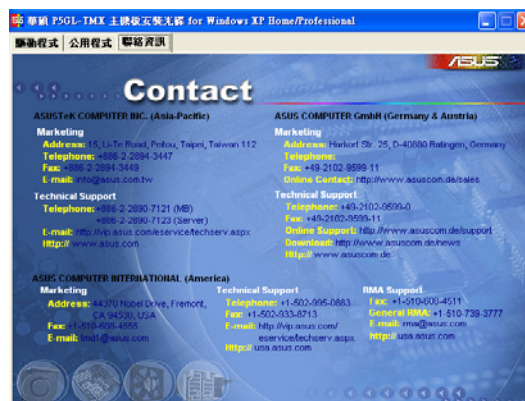 華碩 P5GL-TMX 主機板安裝光碟 for Windows XP Home/Professional
驅動程式 公用程式 聯絡資訊
ASUS
Contact
ASUSTeK COMPUTER INC. (Asia-Pacific)
Marketing
Address: 15, Li-Te Road, Peitou, Taipei, Taiwan 112
Telephone: +886-2-2894-3447
Fax: +886-2-2894-3449
E-mail: info@asus.com.tw
Technical Support
Telephone: +886-2-2890-7121 (MB)
+886-2-2890-7123 (Server)
E-mail: http://vip.asus.com/eservice/techserv.aspx
Http:// www.asus.com
ASUS COMPUTER GmbH (Germany & Austria)
Marketing
Address: Harkort Str. 25, D-40880 Ratingen, Germany
Telephone:
Fax: +49-2102-9599-11
Online Contact: http://www.asuscom.de/sales
Technical Support
Telephone: +49-2102-9599-0
Fax: +49-2102-9599-11
Online Support: http://www.asuscom.de/support
Download: http://www.asuscom.de/news
Http:// www.asuscom.de
ASUS COMPUTER INTERNATIONAL (America)
Marketing
Address: 44370 Nobel Drive, Fremont,
CA 94538, USA
Fax: +1-510-608-4555
E-mail: tmd1@asus.com
Technical Support
Telephone: +1-502-995-0883
Fax: +1-502-933-8713
E-mail: http://vip.asus.com/
eservice/techserv.aspx
Http:// usa.asus.com
RMA Support
Fax: +1-510-608-4511
General RMA: +1-510-739-3777
E-mail: rma@asus.com
http:// usa.asus.com